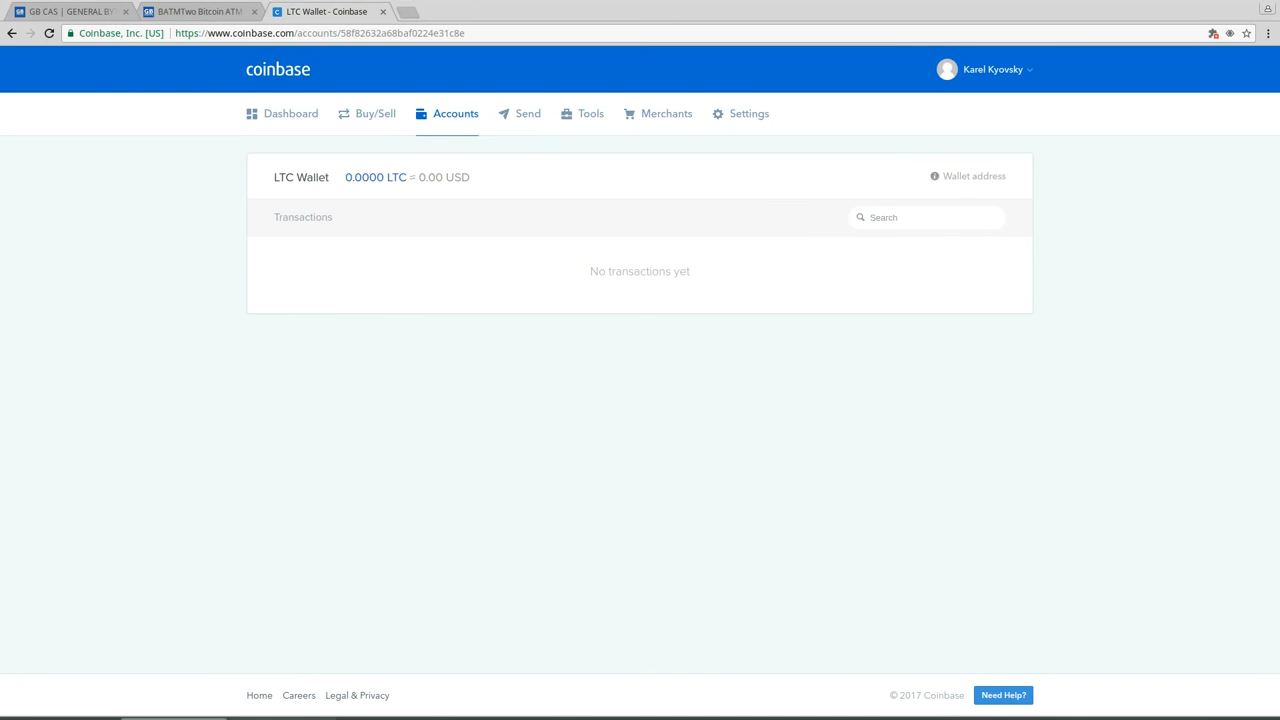 GB CAS | GENERAL BY
BATMTwo Bitcoin ATM
LTC Wallet - Coinbase
Coinbase, Inc. [US]
https://www.coinbase.com/accounts/58f82632a68baf0224e31c8e
coinbase
Karel Kyovsky
Dashboard
Buy/Sell
Accounts
Send
Tools
Merchants
Settings
LTC Wallet
0.0000 LTC ≈ 0.00 USD
Wallet address
Transactions
Search
No transactions yet
Home
Careers
Legal & Privacy
© 2017 Coinbase
Need Help?